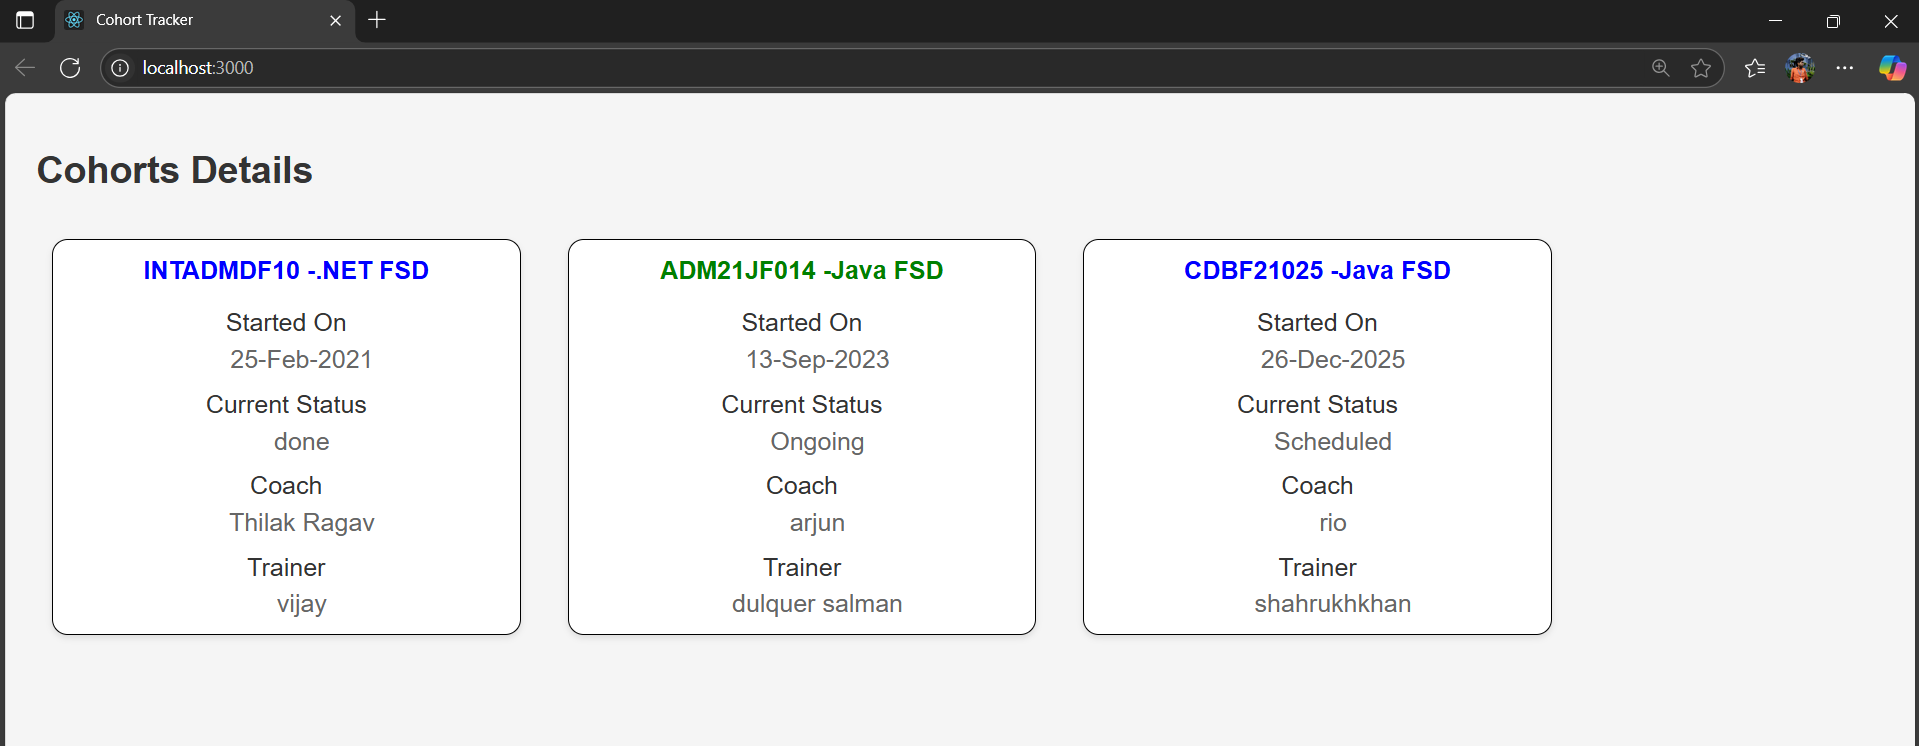 Cohort Tracker
localhost:3000
Cohorts Details
INTADMDF10 -.NET FSD
Started On
25-Feb-2021
Current Status
done
Coach
Thilak Ragav
Trainer
vijay
ADM21JF014 -Java FSD
Started On
13-Sep-2023
Current Status
Ongoing
Coach
arjun
Trainer
dulquer salman
CDBF21025 -Java FSD
Started On
26-Dec-2025
Current Status
Scheduled
Coach
rio
Trainer
shahrukhkhan